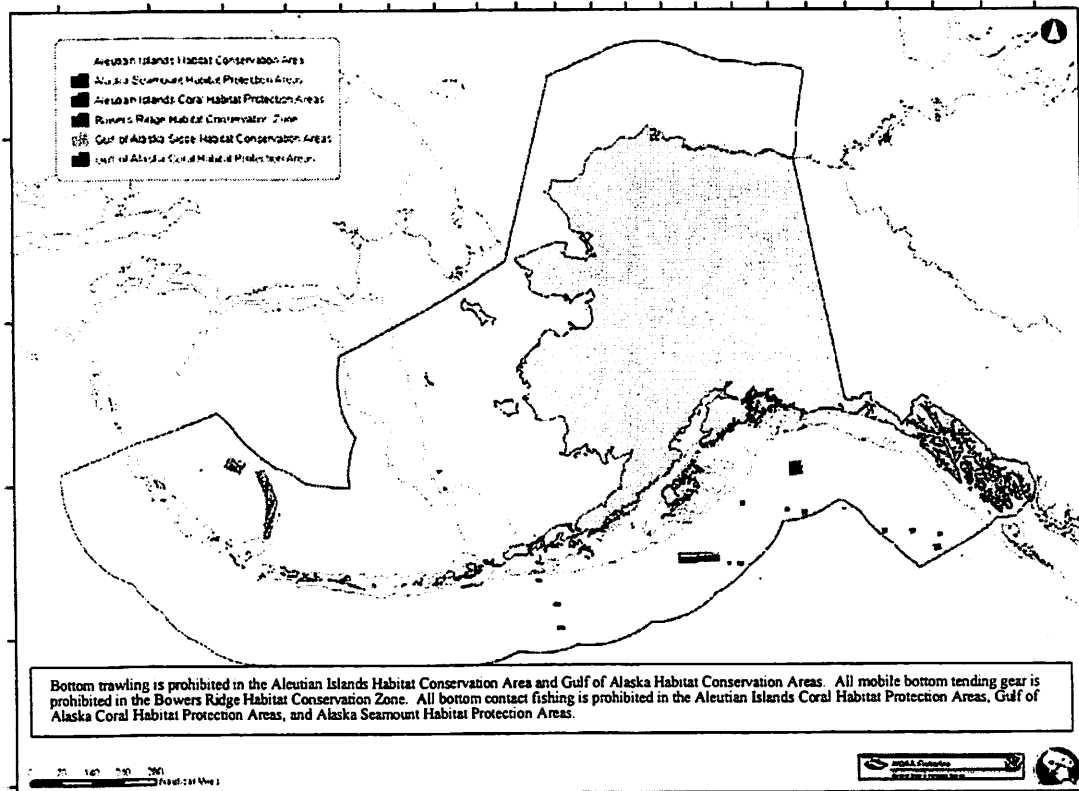 Aleutian Islands Habitat Conservation Area
Alaska Seamount Habitat Protection Areas
Aleutian Islands Coral Habitat Protection Areas
Bowers Ridge Habitat Conservation Zone
Gulf of Alaska Slope Habitat Conservation Areas
Gulf of Alaska Coral Habitat Protection Areas
Bottom trawling is prohibited in the Aleutian Islands Habitat Conservation Area and Gulf of Alaska Habitat Conservation Areas. All mobile bottom tending gear is
prohibited in the Bowers Ridge Habitat Conservation Zone. All bottom contact fishing is prohibited in the Aleutian Islands Coral Habitat Protection Areas, Gulf of
Alaska Coral Habitat Protection Areas, and Alaska Seamount Habitat Protection Areas.
70 140 280
Nautical Miles
NOAA Fisheries